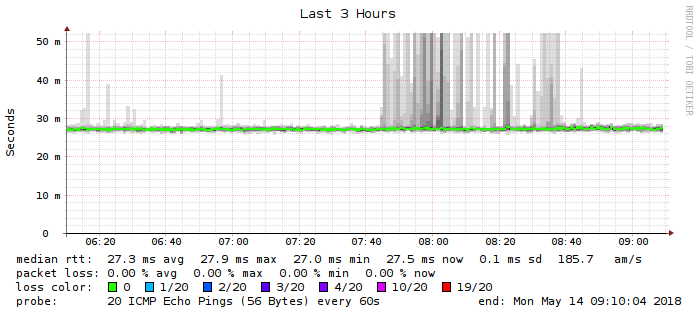 Last 3 Hours
RRDTOOL / TOBI OETIKER
Seconds
50 m
40 m
30 m
20 m
10 m
0
06:20 06:40 07:00 07:20 07:40 08:00 08:20 08:40 09:00
median rtt: 27.3 ms avg 27.9 ms max 27.0 ms min 27.5 ms now 0.1 ms sd 185.7 am/s
packet loss: 0.00 % avg 0.00 % max 0.00 % min 0.00 % now
loss color: 0 1/20 2/20 3/20 4/20 10/20 19/20
probe: 20 ICMP Echo Pings (56 Bytes) every 60s end: Mon May 14 09:10:04 2018